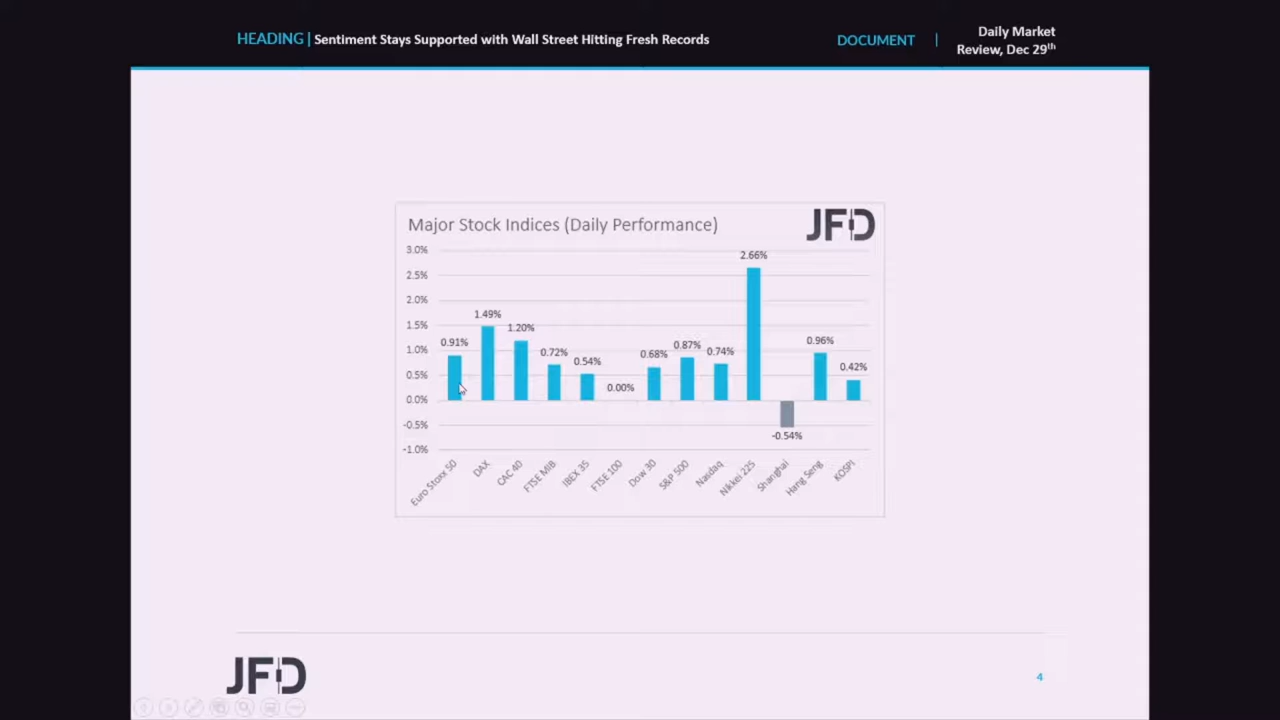 HEADING | Sentiment Stays Supported with Wall Street Hitting Fresh Records
DOCUMENT | Daily Market
Review, Dec 29th
Major Stock Indices (Daily Performance)
JFD
3.0%
2.5%
2.0%
1.5%
1.0%
0.5%
0.0%
-0.5%
-1.0%
0.91%
1.49%
1.20%
0.72%
0.54%
0.00%
0.68%
0.87%
0.74%
2.66%
-0.54%
0.96%
0.42%
Euro Stoxx 50
DAX
CAC 40
FTSE MIB
IBEX 35
FTSE 100
Dow 30
S&P 500
Nasdaq
Nikkei 225
Shanghai
Hang Seng
KOSPI
JFD
4